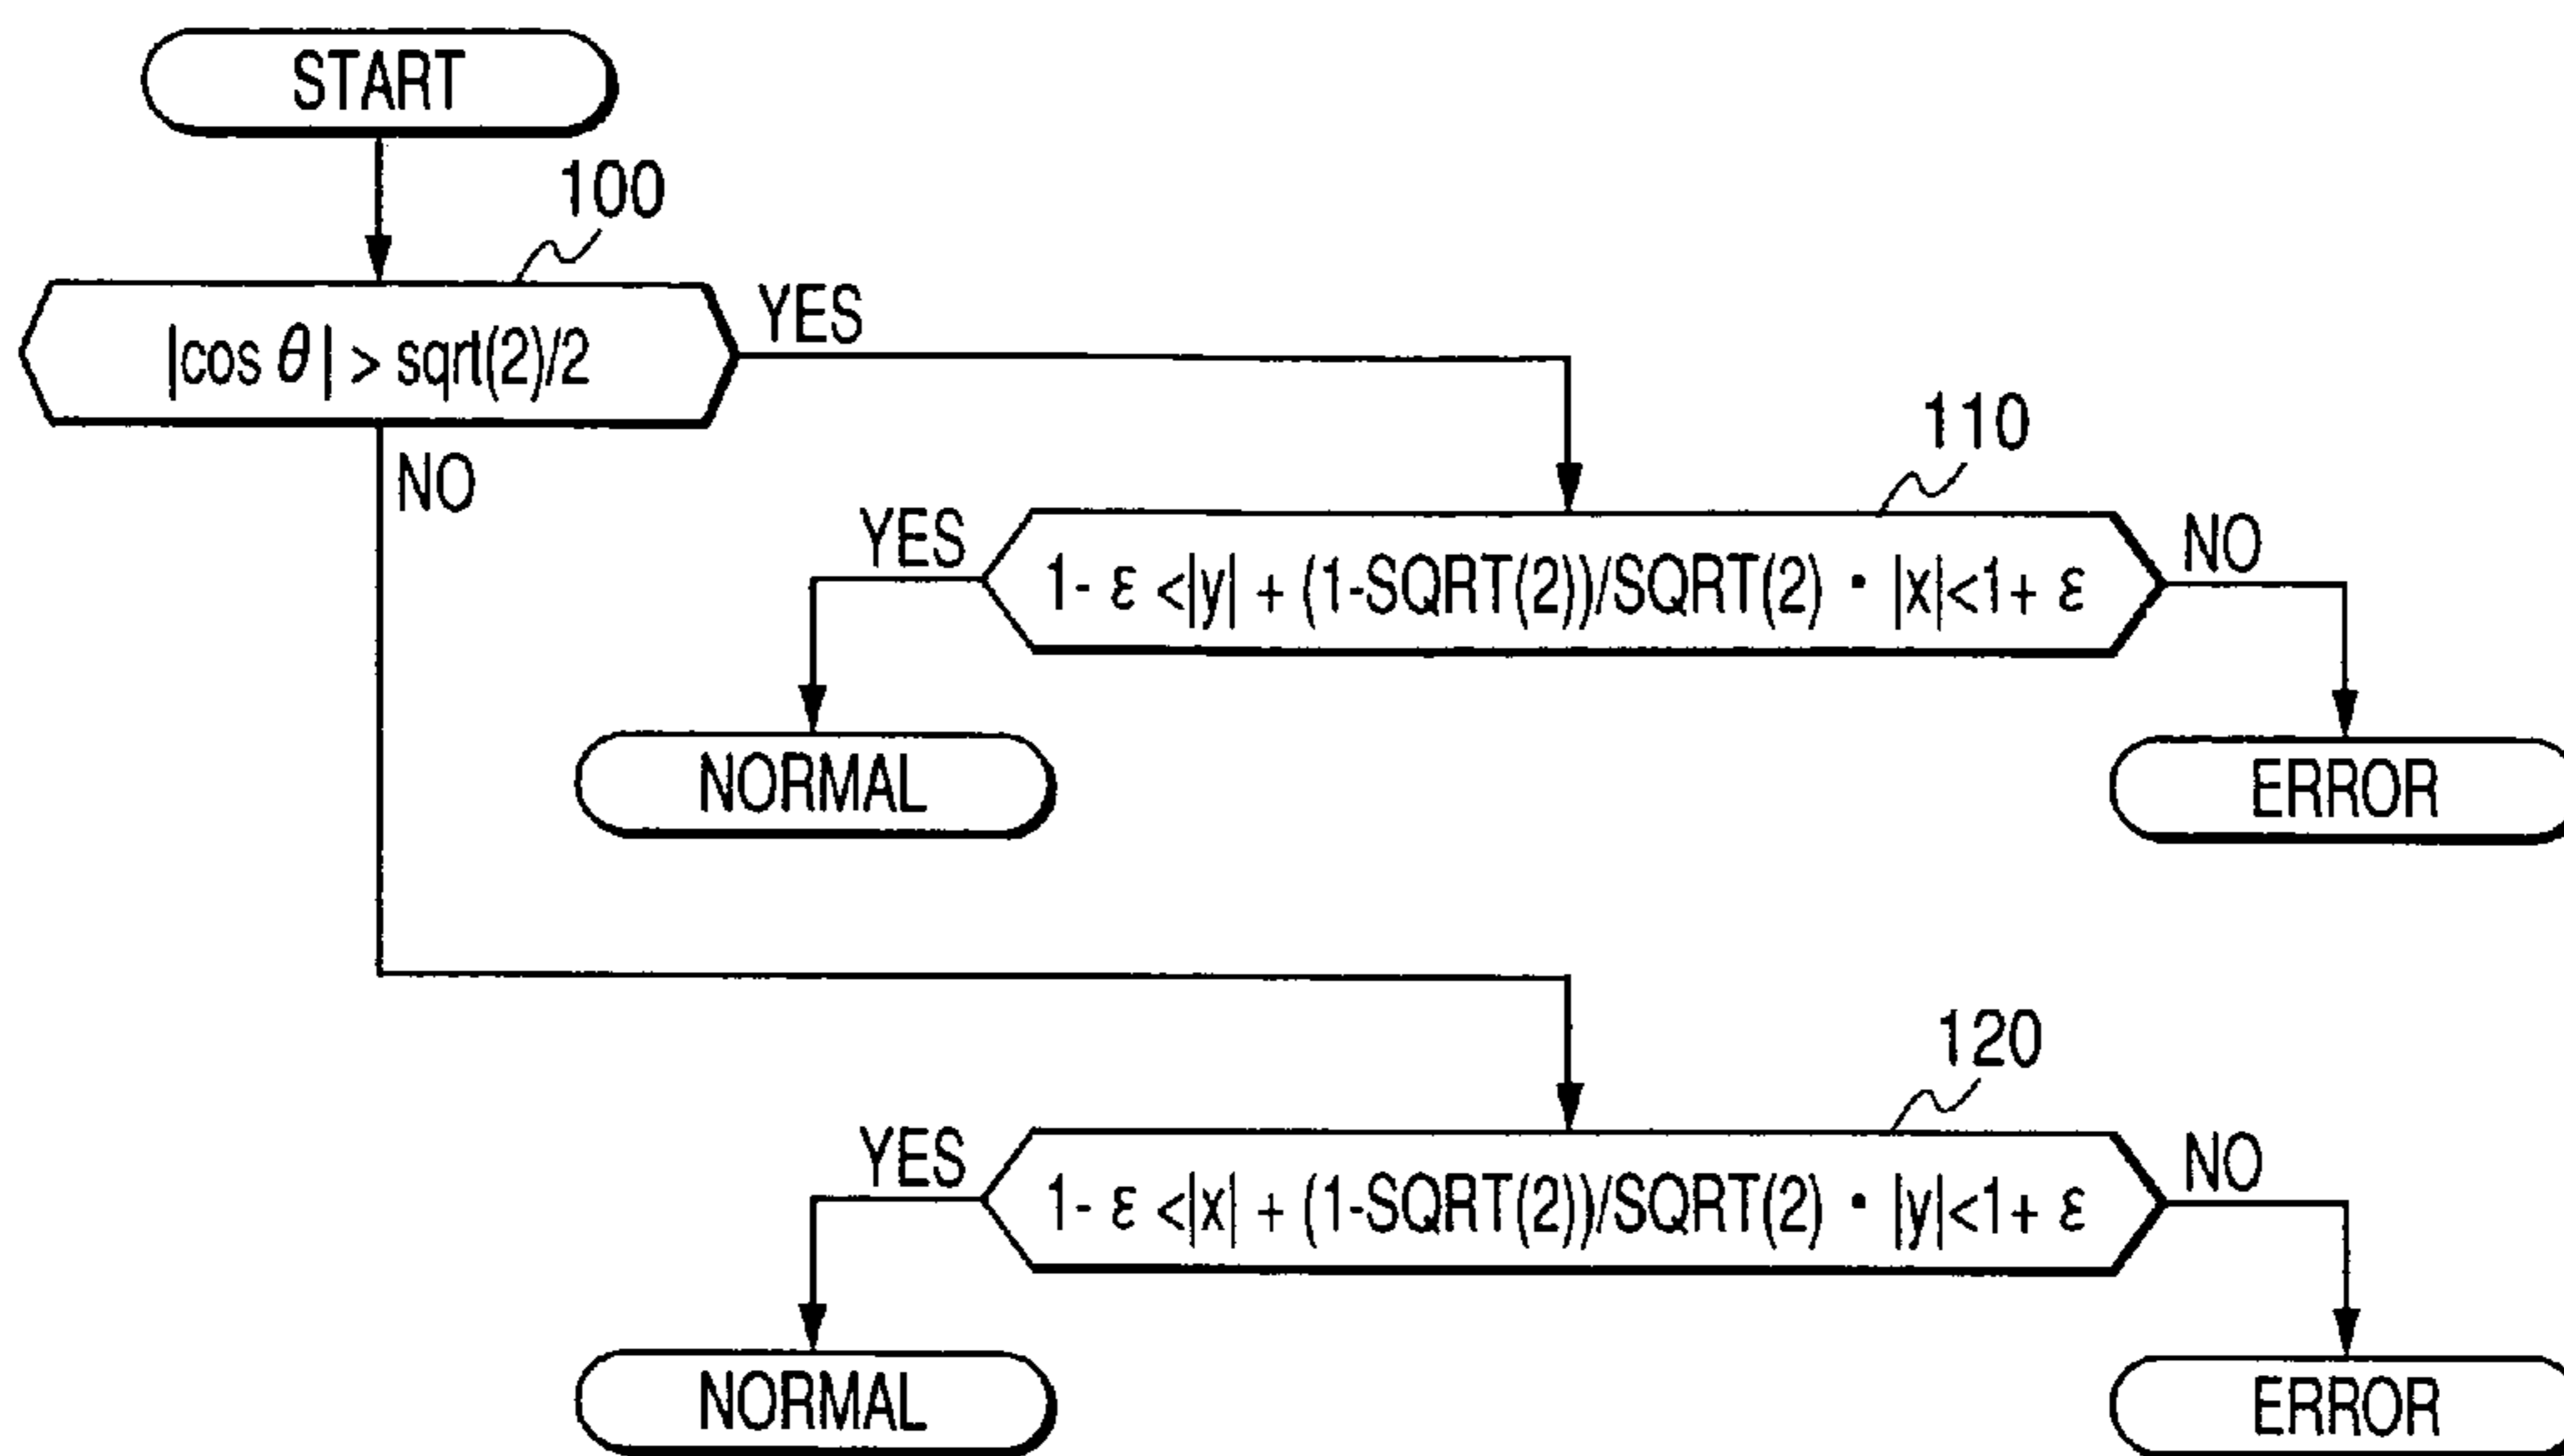 START
100
|cos θ| > sqrt(2)/2
YES
NO
110
YES
1- ε <|y| + (1-SQRT(2))/SQRT(2) · |x|<1+ ε
NO
NORMAL
ERROR
120
YES
1- ε <|x| + (1-SQRT(2))/SQRT(2) · |y|<1+ ε
NO
NORMAL
ERROR